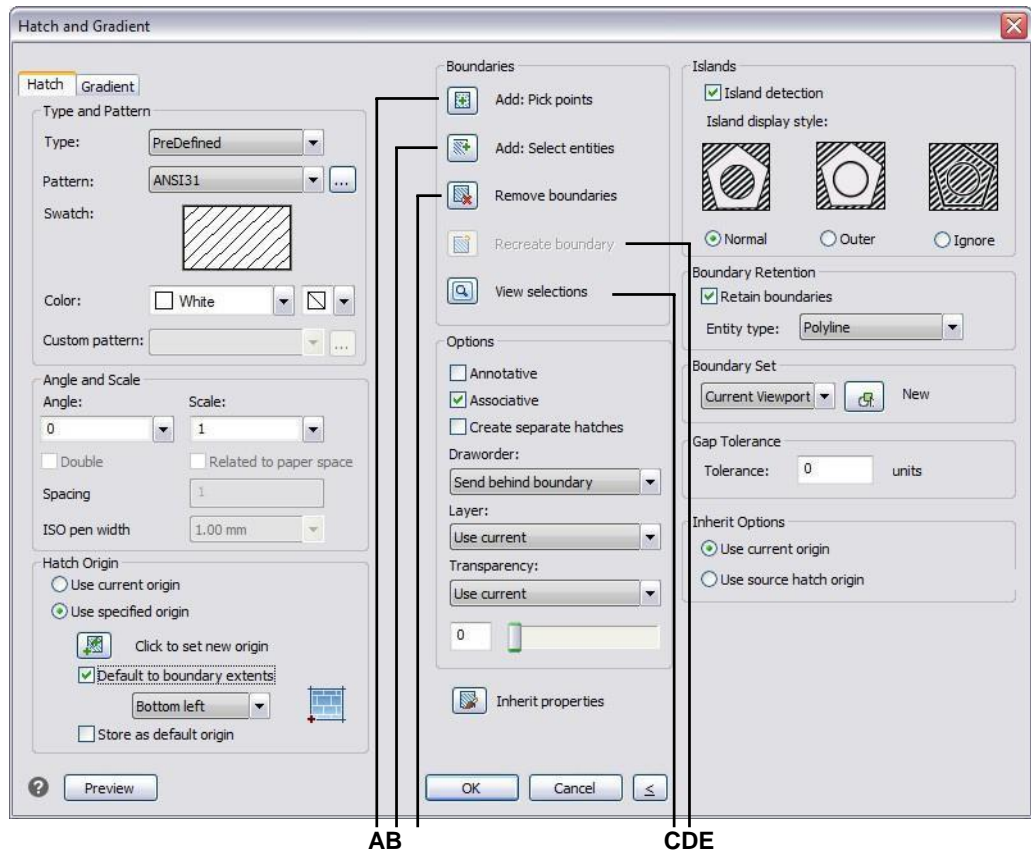 Hatch and Gradient
Hatch
Gradient
Type and Pattern
Type:
PreDefined
Pattern:
ANSI31
...
Swatch:
Color:
White
Custom pattern:
...
Angle and Scale
Angle:
Scale:
0
1
Double
Related to paper space
Spacing
1
ISO pen width
1.00 mm
Hatch Origin
Use current origin
Use specified origin
Click to set new origin
Default to boundary extents
Bottom left
Store as default origin
Preview
Boundaries
Add: Pick points
Add: Select entities
Remove boundaries
Recreate boundary
View selections
Options
Annotative
Associative
Create separate hatches
Draworder:
Send behind boundary
Layer:
Use current
Transparency:
Use current
0
Inherit properties
OK
Cancel
<
Islands
Island detection
Island display style:
Normal
Outer
Ignore
Boundary Retention
Retain boundaries
Entity type:
Polyline
Boundary Set
Current Viewport
New
Gap Tolerance
Tolerance:
0
units
Inherit Options
Use current origin
Use source hatch origin
AB
CDE